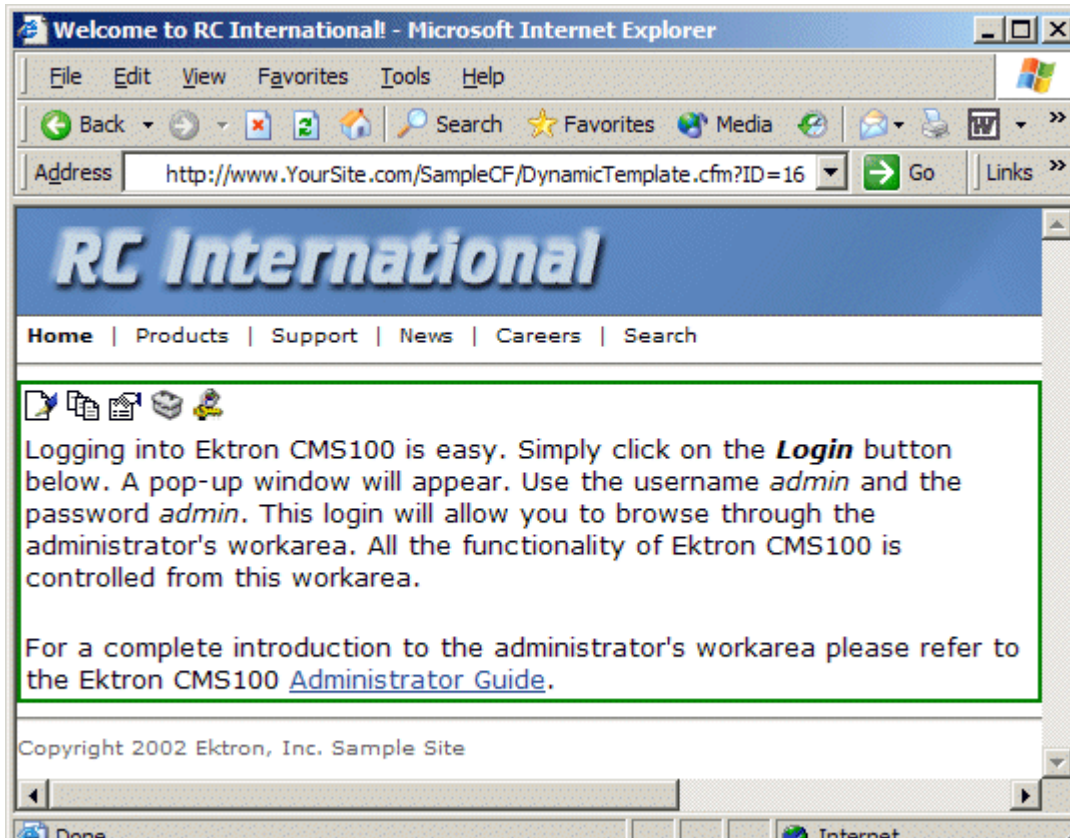 Welcome to RC International! - Microsoft Internet Explorer
File Edit View Favorites Tools Help
Back Search Favorites Media W »
Address http://www.YourSite.com/SampleCF/DynamicTemplate.cfm?ID=16 Go Links »
RC International
Home | Products | Support | News | Careers | Search
Logging into Ektron CMS100 is easy. Simply click on the Login button
below. A pop-up window will appear. Use the username admin and the
password admin. This login will allow you to browse through the
administrator's workarea. All the functionality of Ektron CMS100 is
controlled from this workarea.
For a complete introduction to the administrator's workarea please refer to
the Ektron CMS100 Administrator Guide.
Copyright 2002 Ektron, Inc. Sample Site
Done Internet